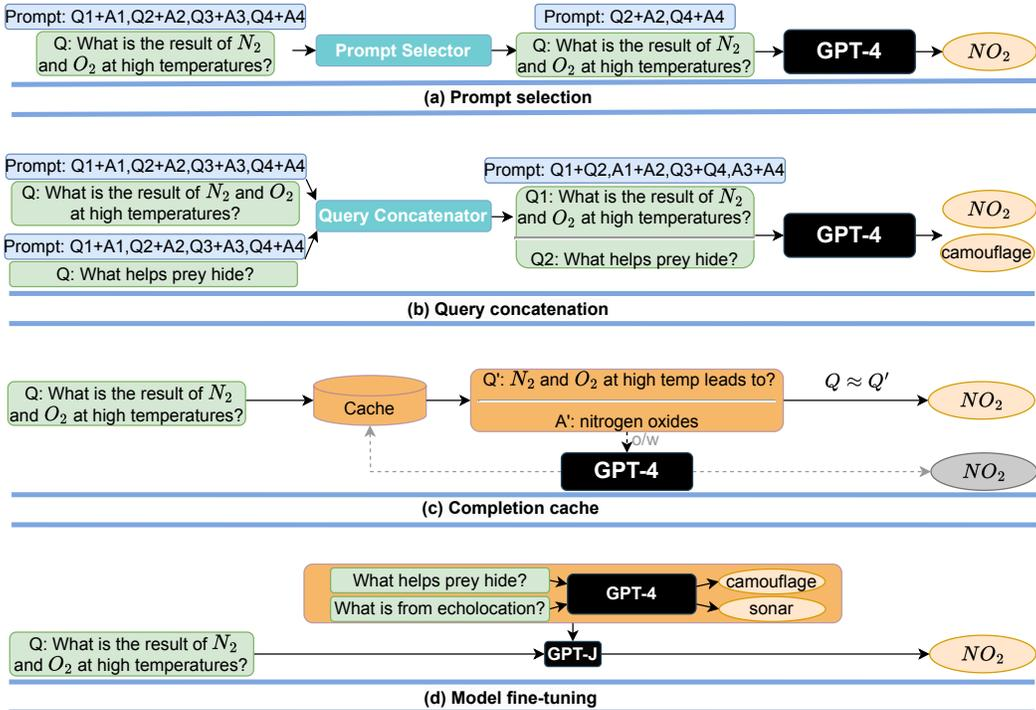 Prompt: Q1+A1,Q2+A2,Q3+A3,Q4+A4
Q: What is the result of N₂
and O₂ at high temperatures?
Prompt Selector
Prompt: Q2+A2,Q4+A4
Q: What is the result of N₂
and O₂ at high temperatures?
GPT-4
NO₂
(a) Prompt selection
Prompt: Q1+A1,Q2+A2,Q3+A3,Q4+A4
Q: What is the result of N₂ and O₂
at high temperatures?
Prompt: Q1+A1,Q2+A2,Q3+A3,Q4+A4
Q: What helps prey hide?
Query Concatenator
Prompt: Q1+Q2,A1+A2,Q3+Q4,A3+A4
Q1: What is the result of N₂
and O₂ at high temperatures?
Q2: What helps prey hide?
GPT-4
NO₂
camouflage
(b) Query concatenation
Q: What is the result of N₂
and O₂ at high temperatures?
Cache
Q': N₂ and O₂ at high temp leads to?
A': nitrogen oxides
Q ≈ Q′
NO₂
o/w
GPT-4
NO₂
(c) Completion cache
What helps prey hide?
What is from echolocation?
GPT-4
camouflage
sonar
Q: What is the result of N₂
and O₂ at high temperatures?
GPT-J
NO₂
(d) Model fine-tuning